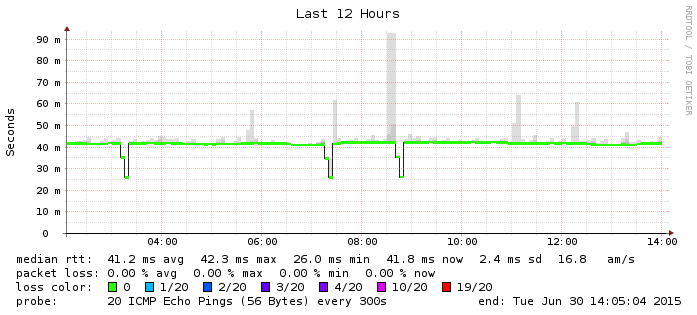 Last 12 Hours
RRDTOOL / TOBI OETIKER
Seconds
90 m
80 m
70 m
60 m
50 m
40 m
30 m
20 m
10 m
0
04:00 06:00 08:00 10:00 12:00 14:00
median rtt: 41.2 ms avg 42.3 ms max 26.0 ms min 41.8 ms now 2.4 ms sd 16.8 am/s
packet loss: 0.00 % avg 0.00 % max 0.00 % min 0.00 % now
loss color: 0 1/20 2/20 3/20 4/20 10/20 19/20
probe: 20 ICMP Echo Pings (56 Bytes) every 300s end: Tue Jun 30 14:05:04 2015